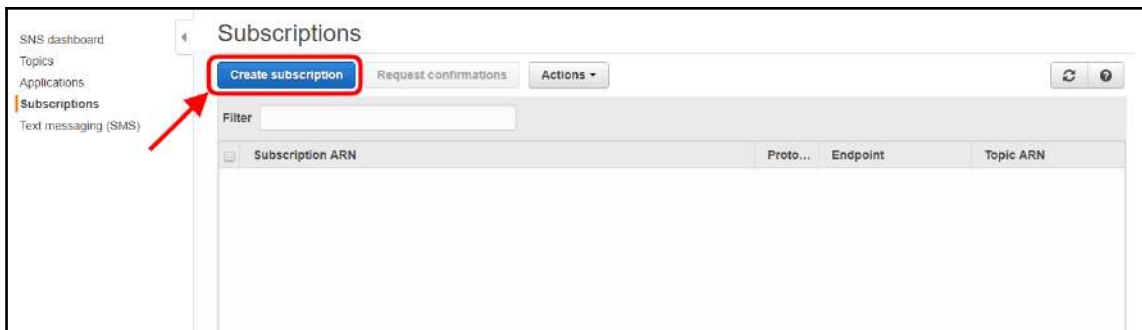 SNS dashboard
Topics
Applications
Subscriptions
Text messaging (SMS)
Subscriptions
Create subscription Request confirmations Actions
Filter
Subscription ARN Proto... Endpoint Topic ARN